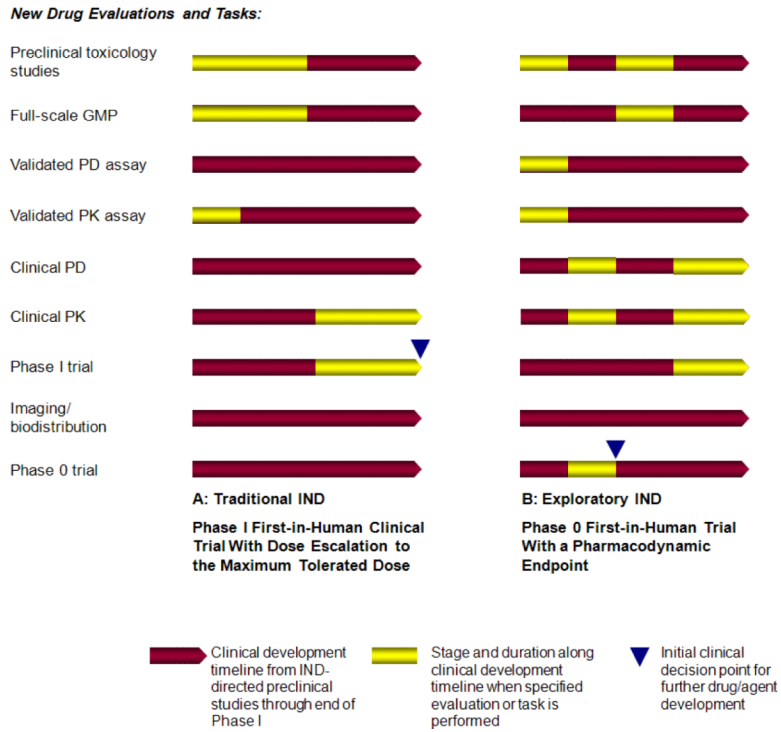 New Drug Evaluations and Tasks:
Preclinical toxicology
studies
Full-scale GMP
Validated PD assay
Validated PK assay
Clinical PD
Clinical PK
Phase I trial
Imaging/
biodistribution
Phase 0 trial
A: Traditional IND
Phase I First-in-Human Clinical
Trial With Dose Escalation to
the Maximum Tolerated Dose
B: Exploratory IND
Phase 0 First-in-Human Trial
With a Pharmacodynamic
Endpoint
Clinical development
timeline from IND-
directed preclinical
studies through end of
Phase I
Stage and duration along
clinical development
timeline when specified
evaluation or task is
performed
Initial clinical
decision point for
further drug/agent
development